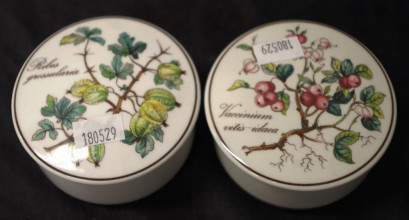 Ribes
grossularia
180529
180529
Vaccinium
vitis-idaea